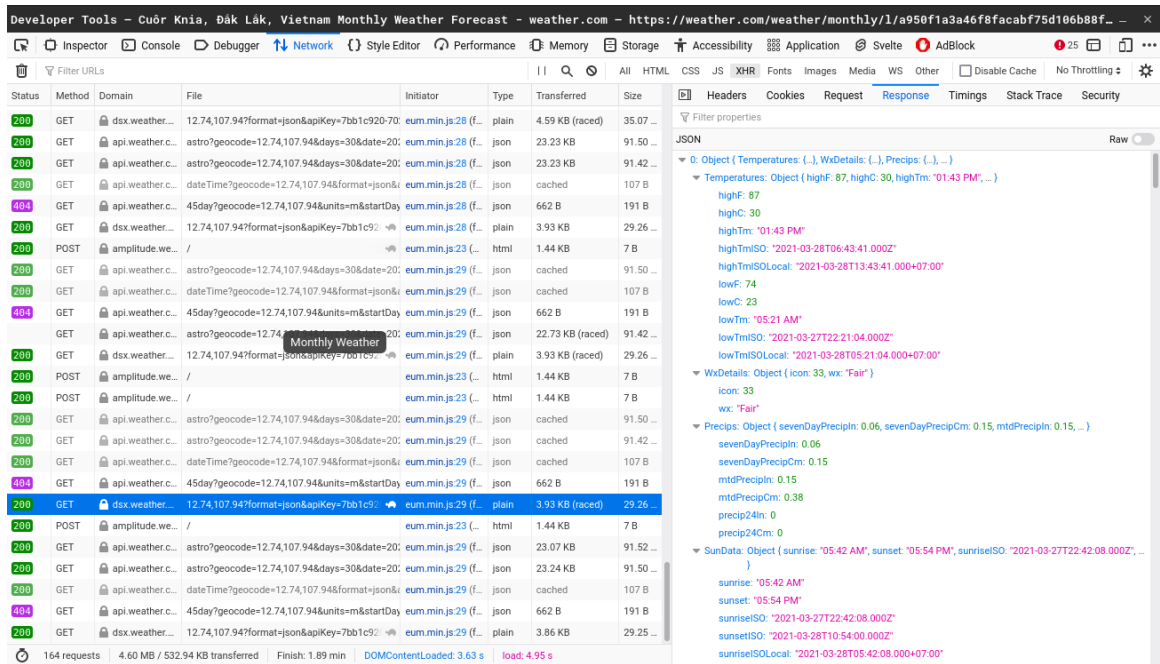 Developer Tools — Cuôr Knia, Đắk Lắk, Vietnam Monthly Weather Forecast - weather.com — https://weather.com/weather/monthly/l/a950f1a3a46f8facabf75d106b88f…
Inspector Console Debugger Network {} Style Editor Performance Memory Storage Accessibility Application Svelte AdBlock 25
Filter URLs All HTML CSS JS XHR Fonts Images Media WS Other Disable Cache No Throttling
Status Method Domain File Initiator Type Transferred Size
200 GET dsx.weather.… 12.74,107.94?format=json&apiKey=7bb1c920-70 eum.min.js:28 (f… plain 4.59 KB (raced) 35.07 …
200 GET api.weather.c… astro?geocode=12.74,107.94&days=30&date=20 eum.min.js:28 (f… json 23.23 KB 91.50 …
200 GET api.weather.c… astro?geocode=12.74,107.94&days=30&date=20 eum.min.js:28 (f… json 23.23 KB 91.42 …
200 GET api.weather.c… dateTime?geocode=12.74,107.94&format=json& eum.min.js:28 (f… json cached 107 B
404 GET api.weather.c… 45day?geocode=12.74,107.94&units=m&startDay eum.min.js:28 (f… json 662 B 191 B
200 GET dsx.weather.… 12.74,107.94?format=json&apiKey=7bb1c92 eum.min.js:28 (f… plain 3.93 KB 29.26 …
200 POST amplitude.we… / eum.min.js:23 (… html 1.44 KB 7 B
200 GET api.weather.c… astro?geocode=12.74,107.94&days=30&date=20 eum.min.js:29 (f… json cached 91.50 …
200 GET api.weather.c… dateTime?geocode=12.74,107.94&format=json& eum.min.js:29 (f… json cached 107 B
404 GET api.weather.c… 45day?geocode=12.74,107.94&units=m&startDay eum.min.js:29 (f… json 662 B 191 B
GET api.weather.c… astro?geocode=12.74 eum.min.js:29 (f… json 22.73 KB (raced) 91.42 …
Monthly Weather
200 GET dsx.weather.… 12.74,107.94?format=json&apiKey=7bb1c92 eum.min.js:29 (f… plain 3.93 KB (raced) 29.26 …
200 POST amplitude.we… / eum.min.js:23 (… html 1.44 KB 7 B
200 POST amplitude.we… / eum.min.js:23 (… html 1.44 KB 7 B
200 GET api.weather.c… astro?geocode=12.74,107.94&days=30&date=20 eum.min.js:29 (f… json cached 91.50 …
200 GET api.weather.c… astro?geocode=12.74,107.94&days=30&date=20 eum.min.js:29 (f… json cached 91.42 …
200 GET api.weather.c… dateTime?geocode=12.74,107.94&format=json& eum.min.js:29 (f… json cached 107 B
404 GET api.weather.c… 45day?geocode=12.74,107.94&units=m&startDay eum.min.js:29 (f… json 662 B 191 B
200 GET dsx.weather.… 12.74,107.94?format=json&apiKey=7bb1c92 eum.min.js:29 (f… plain 3.93 KB (raced) 29.26 …
200 POST amplitude.we… / eum.min.js:23 (… html 1.44 KB 7 B
200 GET api.weather.c… astro?geocode=12.74,107.94&days=30&date=20 eum.min.js:29 (f… json 23.07 KB 91.52 …
200 GET api.weather.c… astro?geocode=12.74,107.94&days=30&date=20 eum.min.js:29 (f… json 23.24 KB 91.50 …
200 GET api.weather.c… dateTime?geocode=12.74,107.94&format=json& eum.min.js:29 (f… json cached 107 B
404 GET api.weather.c… 45day?geocode=12.74,107.94&units=m&startDay eum.min.js:29 (f… json 662 B 191 B
200 GET dsx.weather.… 12.74,107.94?format=json&apiKey=7bb1c92 eum.min.js:29 (f… plain 3.86 KB 29.25 …
164 requests 4.60 MB / 532.94 KB transferred Finish: 1.89 min DOMContentLoaded: 3.63 s load: 4.95 s
Headers Cookies Request Response Timings Stack Trace Security
Filter properties
JSON Raw
0: Object { Temperatures: {…}, WxDetails: {…}, Precips: {…}, … }
Temperatures: Object { highF: 87, highC: 30, highTm: "01:43 PM", … }
highF: 87
highC: 30
highTm: "01:43 PM"
highTmISO: "2021-03-28T06:43:41.000Z"
highTmISOLocal: "2021-03-28T13:43:41.000+07:00"
lowF: 74
lowC: 23
lowTm: "05:21 AM"
lowTmISO: "2021-03-27T22:21:04.000Z"
lowTmISOLocal: "2021-03-28T05:21:04.000+07:00"
WxDetails: Object { icon: 33, wx: "Fair" }
icon: 33
wx: "Fair"
Precips: Object { sevenDayPrecipIn: 0.06, sevenDayPrecipCm: 0.15, mtdPrecipIn: 0.15, … }
sevenDayPrecipIn: 0.06
sevenDayPrecipCm: 0.15
mtdPrecipIn: 0.15
mtdPrecipCm: 0.38
precip24In: 0
precip24Cm: 0
SunData: Object { sunrise: "05:42 AM", sunset: "05:54 PM", sunriseISO: "2021-03-27T22:42:08.000Z", …
}
sunrise: "05:42 AM"
sunset: "05:54 PM"
sunriseISO: "2021-03-27T22:42:08.000Z"
sunsetISO: "2021-03-28T10:54:00.000Z"
sunriseISOLocal: "2021-03-28T05:42:08.000+07:00"